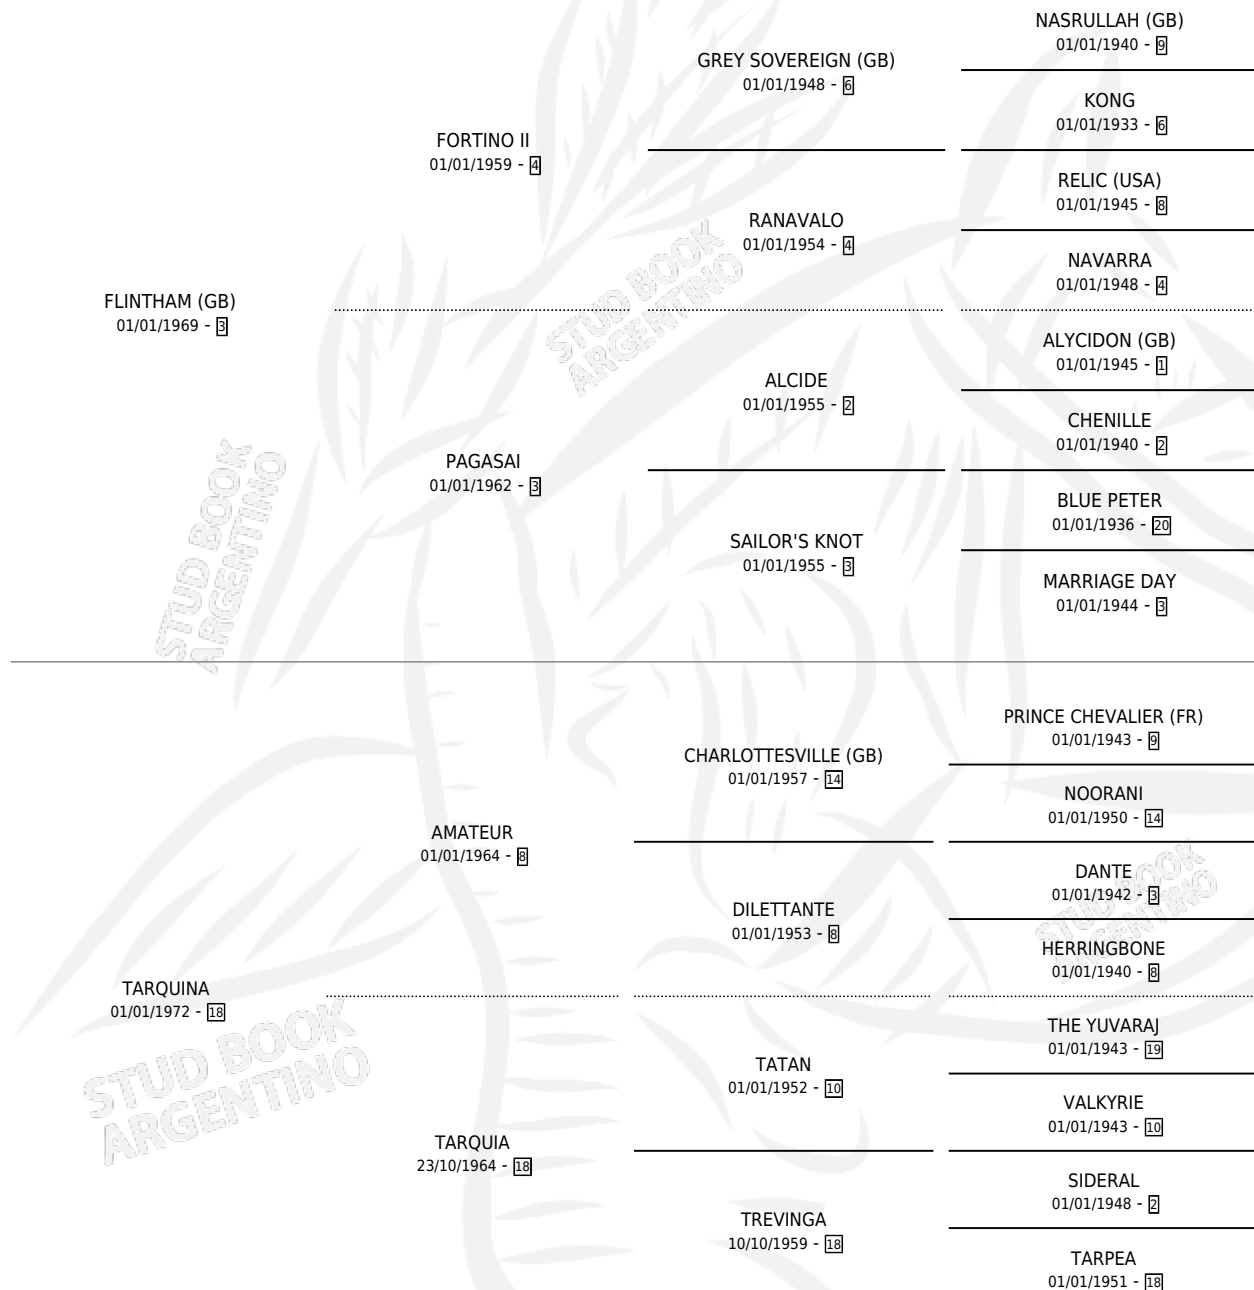 NASRULLAH (GB)
01/01/1940 - 9
GREY SOVEREIGN (GB)
01/01/1948 - 6
KONG
01/01/1933 - 6
FORTINO II
01/01/1959 - 4
RELIC (USA)
01/01/1945 - 8
RANAVALO
01/01/1954 - 4
NAVARRA
01/01/1948 - 4
FLINTHAM (GB)
01/01/1969 - 3
ALYCIDON (GB)
01/01/1945 - 1
ALCIDE
01/01/1955 - 2
CHENILLE
01/01/1940 - 2
PAGASAI
01/01/1962 - 3
BLUE PETER
01/01/1936 - 20
SAILOR'S KNOT
01/01/1955 - 3
MARRIAGE DAY
01/01/1944 - 3
PRINCE CHEVALIER (FR)
01/01/1943 - 9
CHARLOTTESVILLE (GB)
01/01/1957 - 14
NOORANI
01/01/1950 - 14
AMATEUR
01/01/1964 - 8
DANTE
01/01/1942 - 3
DILETTANTE
01/01/1953 - 8
HERRINGBONE
01/01/1940 - 8
TARQUINA
01/01/1972 - 18
THE YUVARAJ
01/01/1943 - 19
TATAN
01/01/1952 - 10
VALKYRIE
01/01/1943 - 10
TARQUIA
23/10/1964 - 18
SIDERAL
01/01/1948 - 2
TREVINGA
10/10/1959 - 18
TARPEA
01/01/1951 - 18
STUD BOOK
ARGENTINO
STUD BOOK
ARGENTINO
STUD BOOK
ARGENTINO
STUD BOOK
ARGENTINO